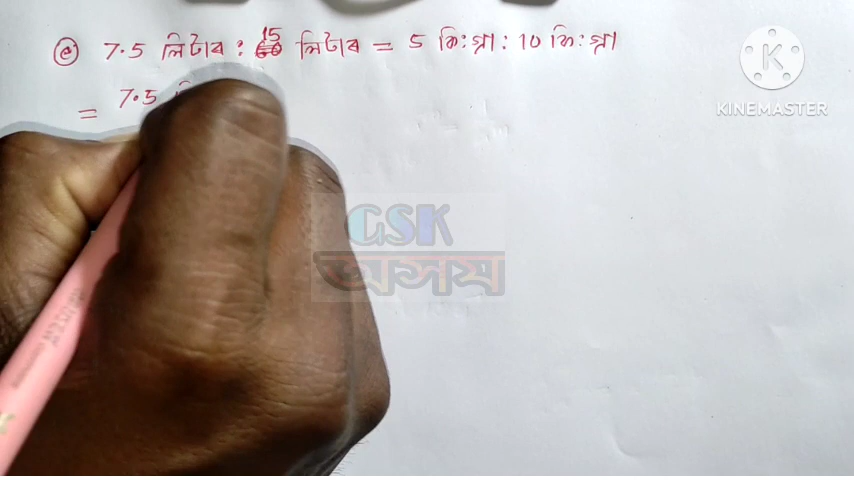 ⓔ 7.5 লিটাৰ : 15 লিটাৰ = 5 কি:গ্ৰা : 10 কি:গ্ৰা
= 7.5
K
KINEMASTER
GSK
অসম